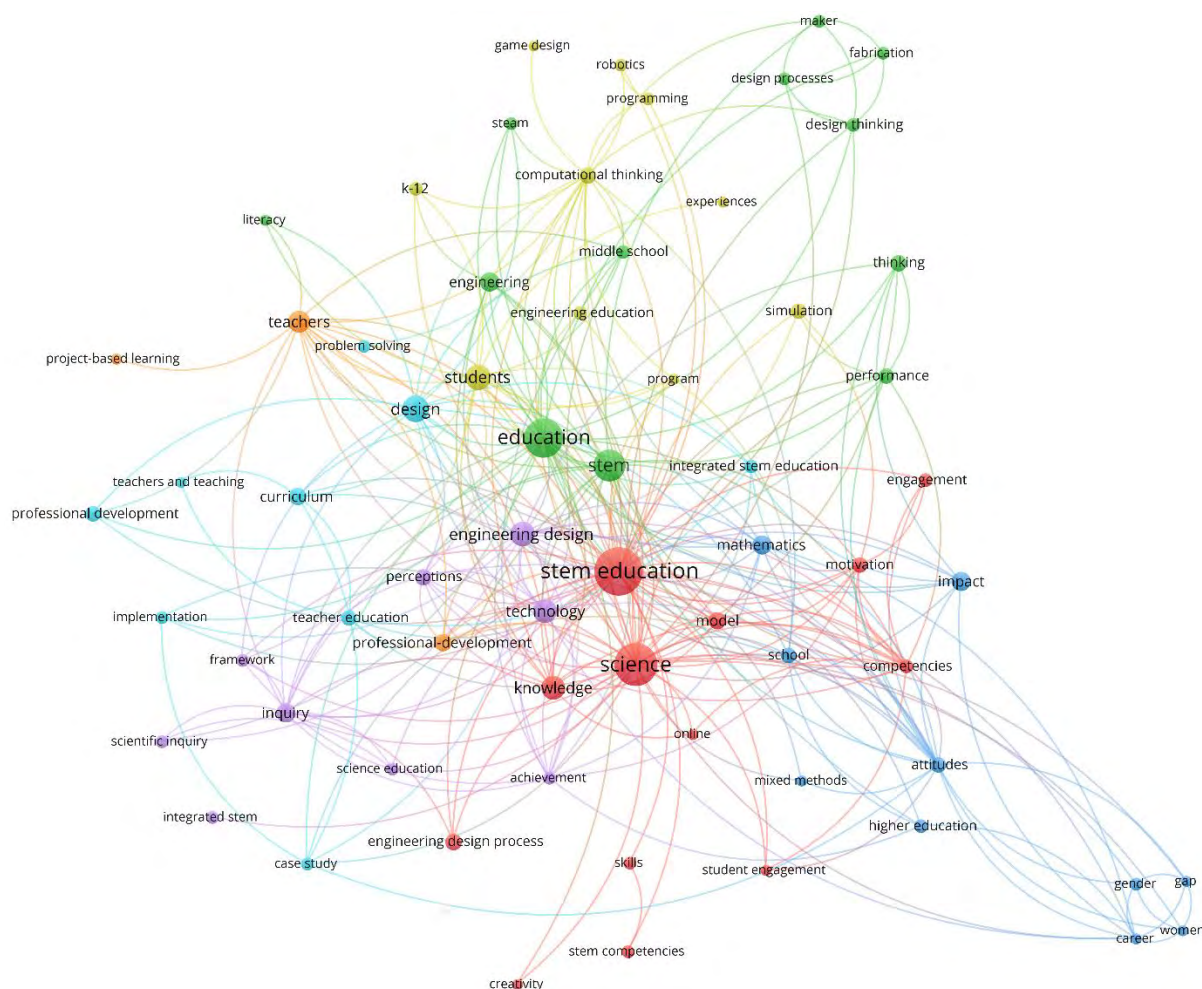 maker
game design
fabrication
robotics
design processes
programming
steam
design thinking
computational thinking
k-12
experiences
literacy
middle school
thinking
engineering
simulation
engineering education
teachers
problem solving
project-based learning
students
program
performance
design
education
stem
integrated stem education
engagement
teachers and teaching
curriculum
professional development
engineering design
mathematics
stem education
motivation
perceptions
impact
technology
implementation
teacher education
model
professional-development
school
framework
science
competencies
knowledge
inquiry
online
scientific inquiry
science education
achievement
attitudes
mixed methods
integrated stem
higher education
engineering design process
case study
skills
student engagement
gender
gap
career
women
stem competencies
creativity